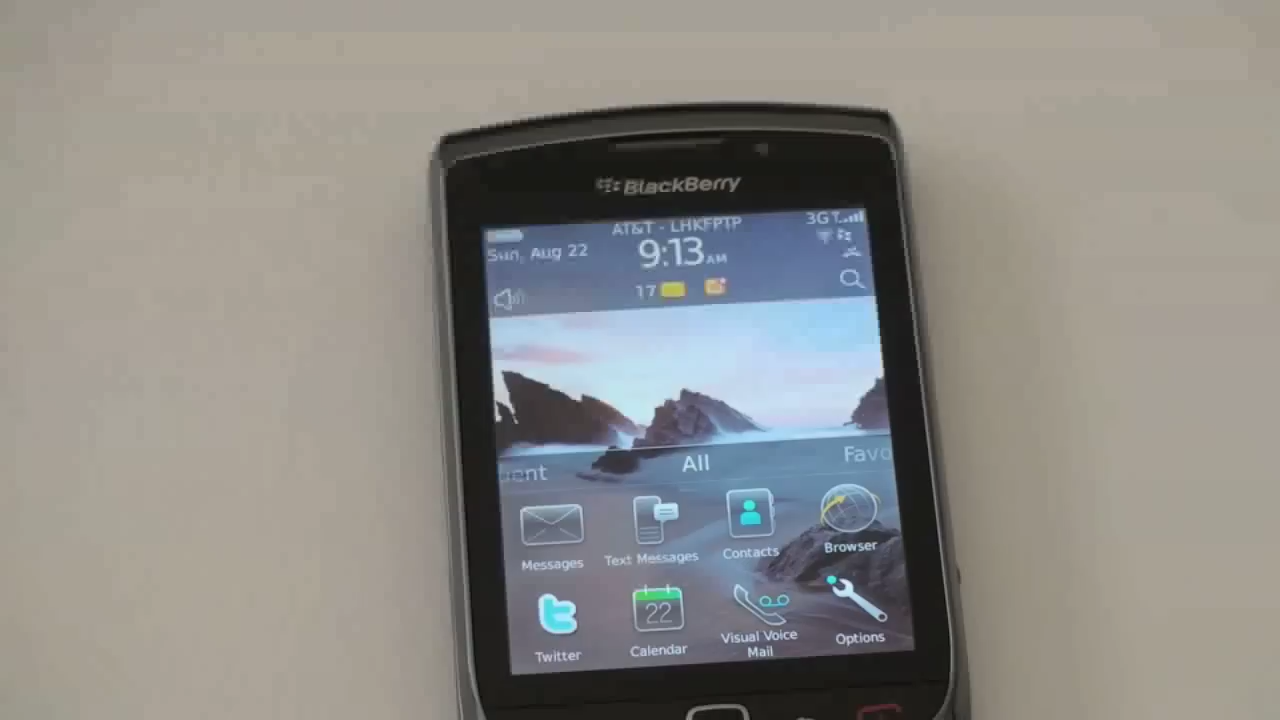 BlackBerry
AT&T - LHKFPTP
3G
Sun, Aug 22
9:13 AM
17
All
Favo
Messages
Text Messages
Contacts
Browser
22
Twitter
Calendar
Visual Voice
Mail
Options